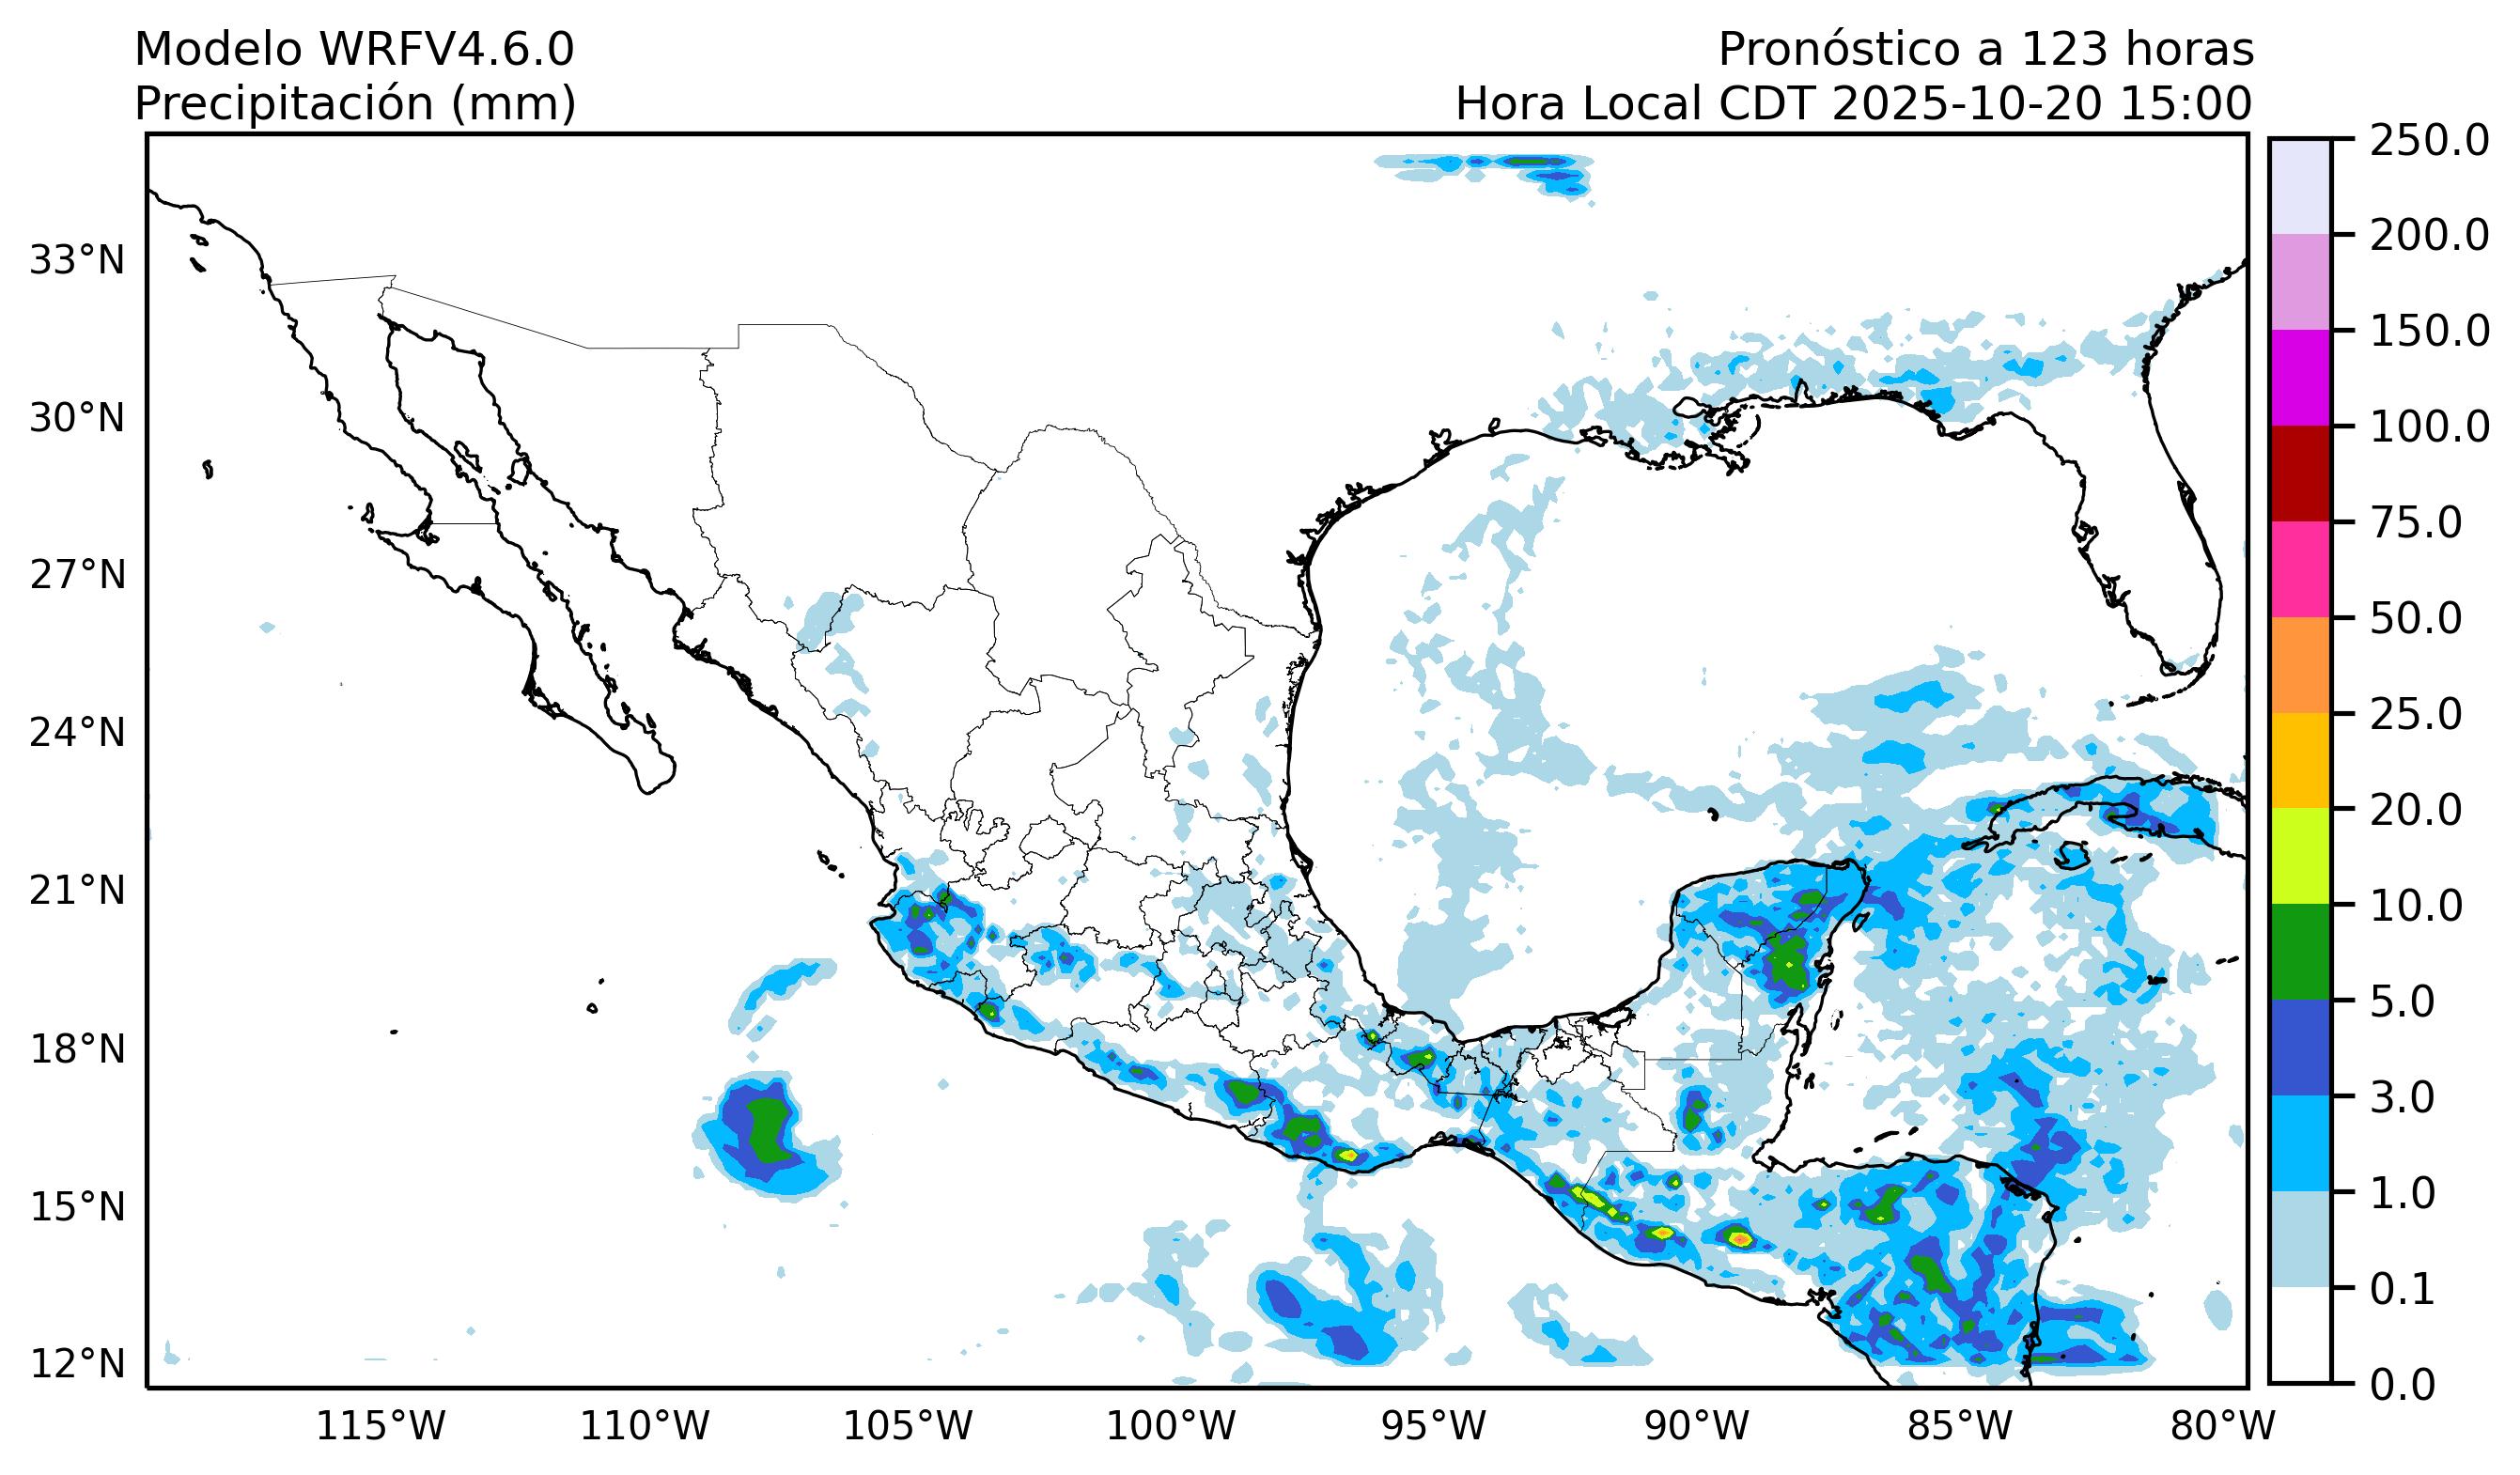 Modelo WRFV4.6.0
Precipitación (mm)
Pronóstico a 123 horas
Hora Local CDT 2025-10-20 15:00
33°N
30°N
27°N
24°N
21°N
18°N
15°N
12°N
115°W
110°W
105°W
100°W
95°W
90°W
85°W
80°W
250.0
200.0
150.0
100.0
75.0
50.0
25.0
20.0
10.0
5.0
3.0
1.0
0.1
0.0